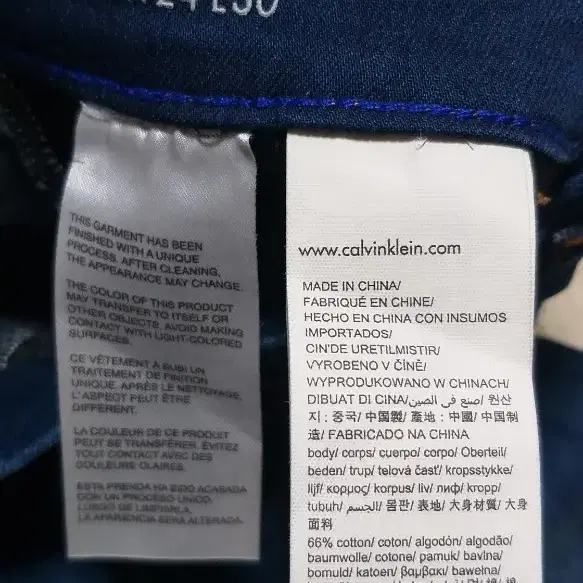 24 L30
THIS GARMENT HAS BEEN
FINISHED WITH A UNIQUE
PROCESS. AFTER CLEANING,
THE APPEARANCE MAY CHANGE.
THE COLOR OF THIS PRODUCT
MAY TRANSFER TO ITSELF OR
OTHER OBJECTS. AVOID MAKING
CONTACT WITH LIGHT-COLORED
SURFACES.
CE VÊTEMENT A SUBI UN
TRAITEMENT DE FINITION
UNIQUE. APRÈS LE NETTOYAGE,
L'ASPECT PEUT ÊTRE
DIFFÉRENT.
LA COULEUR DE CE PRODUIT
PEUT SE TRANSFÉRER. ÉVITEZ
TOUT CONTACT AVEC DES
COULEURS CLAIRES.
ESTA PRENDA HA SIDO ACABADA
CON UN PROCESO UNICO.
LUEGO DE LIMPIARLA,
LA APARIENCIA SERA ALTERADA.
www.calvinklein.com
MADE IN CHINA/
FABRIQUÉ EN CHINE/
HECHO EN CHINA CON INSUMOS
IMPORTADOS/
CIN'DE URETILMISTIR/
VYROBENO V ČÍNĚ/
WYPRODUKOWANO W CHINACH/
DIBUAT DI CINA/صنع في الصين/ 원산
지 : 중국/ 中国製/ 產地 : 中國/ 中国制
造/ FABRICADO NA CHINA
body/ corps/ cuerpo/ corpo/ Oberteil/
beden/ trup/ telová časť/ kropsstykke/
lijf/ κορμος/ korpus/ liv/ лиф/ kropp/
tubuh/ الجسم/ 몸판/ 表地/ 大身材質/ 大身
面料
66% cotton/ coton/ algodón/ algodão/
baumwolle/ cotone/ pamuk/ bavlna/
bomuld/ katoen/ βαμβακι/ bawełna/